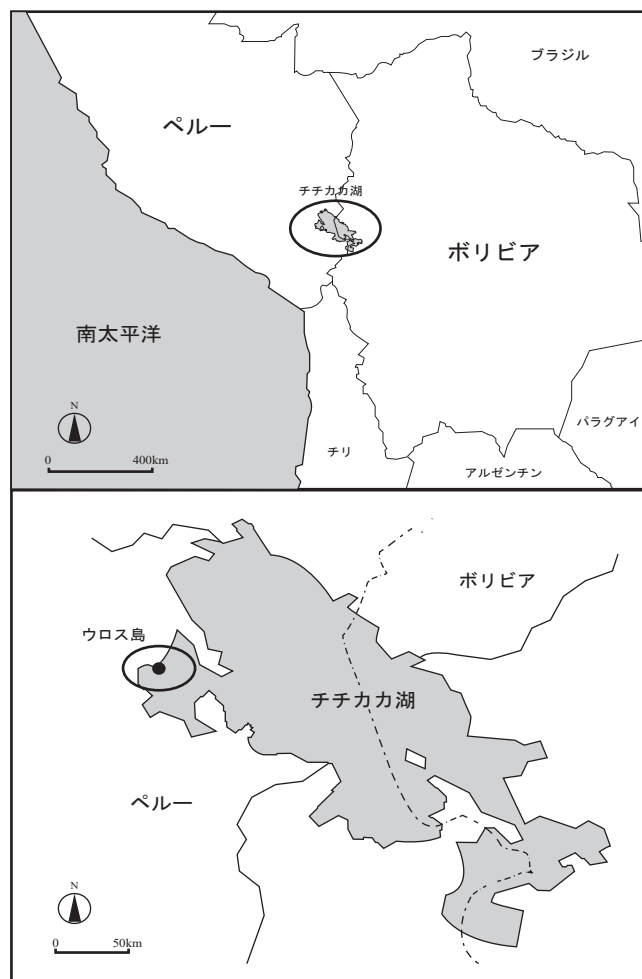 ブラジル
ペルー
チチカカ湖
ボリビア
南太平洋
パラグアイ
N
チリ
0 400km
アルゼンチン
ボリビア
ウロス島
チチカカ湖
ペルー
N
0 50km